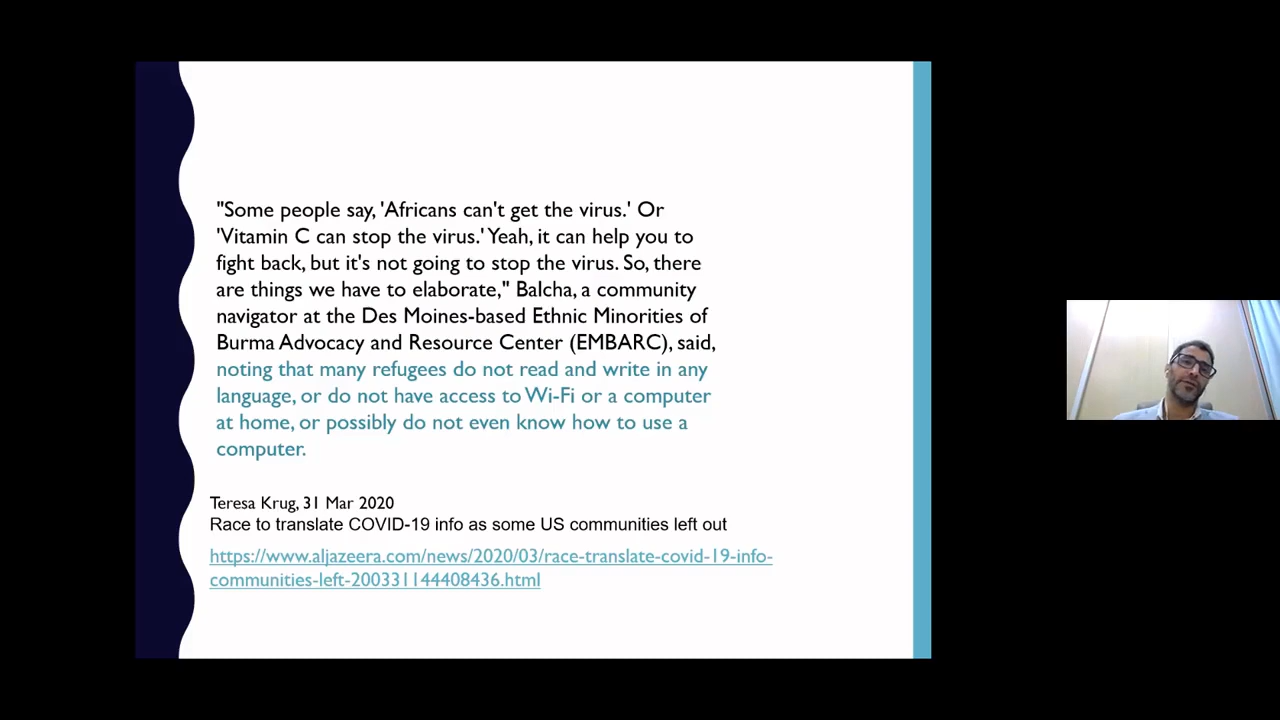 "Some people say, 'Africans can't get the virus.' Or
'Vitamin C can stop the virus.' Yeah, it can help you to
fight back, but it's not going to stop the virus. So, there
are things we have to elaborate," Balcha, a community
navigator at the Des Moines-based Ethnic Minorities of
Burma Advocacy and Resource Center (EMBARC), said,
noting that many refugees do not read and write in any
language, or do not have access to Wi-Fi or a computer
at home, or possibly do not even know how to use a
computer.
Teresa Krug, 31 Mar 2020
Race to translate COVID-19 info as some US communities left out
https://www.aljazeera.com/news/2020/03/race-translate-covid-19-info-
communities-left-200331144408436.html